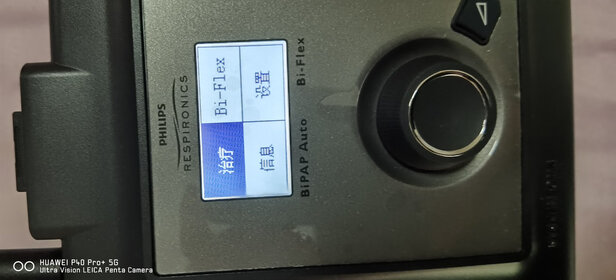 PHILIPS
RESPIRONICS
治疗
Bi-Flex
信息
设置
BiPAP Auto
Bi-Flex
HUAWEI P40 Pro+ 5G
Ultra Vision LEICA Penta Camera